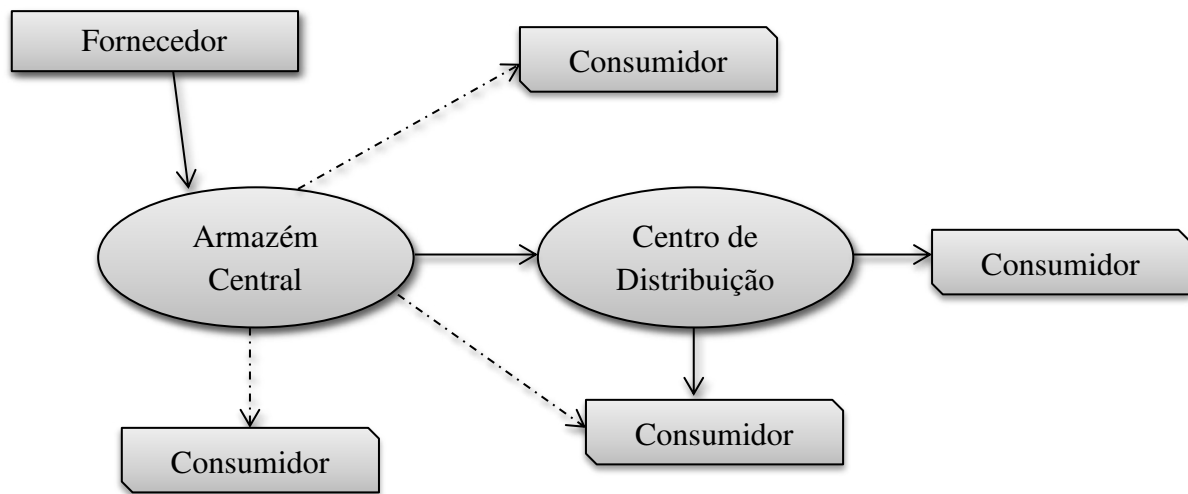 Fornecedor
Consumidor
Armazém
Central
Centro de
Distribuição
Consumidor
Consumidor
Consumidor